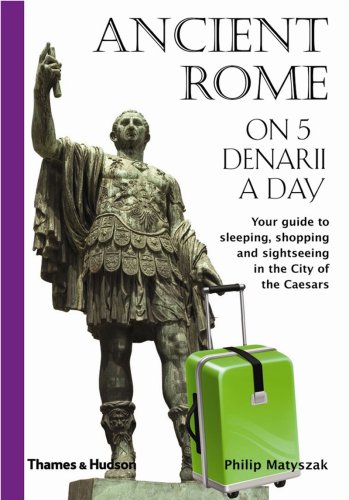 ANCIENT
ROME
ON 5
DENARII
A DAY
Your guide to
sleeping, shopping
and sightseeing
in the City of
the Caesars
Thames & Hudson
Philip Matyszak